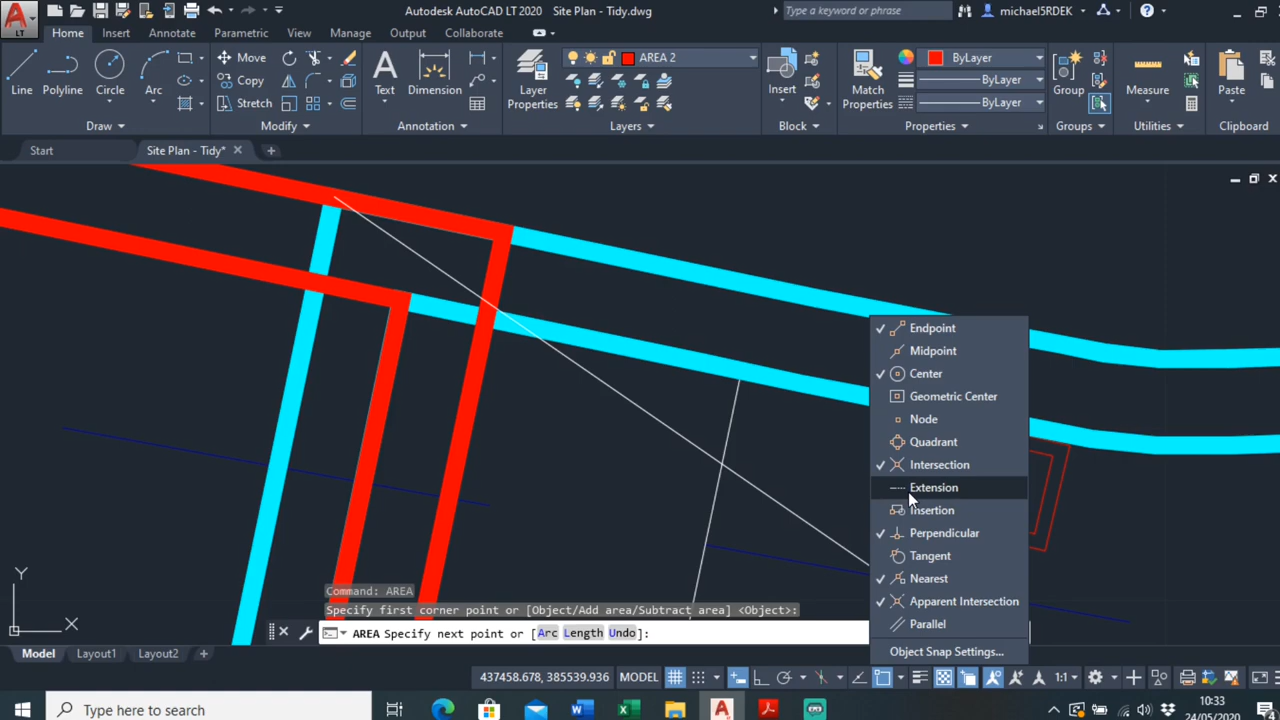 Autodesk AutoCAD LT 2020 Site Plan - Tidy.dwg
Type a keyword or phrase
michael5RDEK
LT
Home Insert Annotate Parametric View Manage Output Collaborate
Line
Polyline
Circle
Arc
Draw
Move
Copy
Stretch
Modify
Text
Dimension
Annotation
Layer
Properties
AREA 2
Layers
Insert
Block
Match
Properties
ByLayer
ByLayer
ByLayer
Properties
Group
Groups
Measure
Utilities
Paste
Clipboard
Start
Site Plan - Tidy*
Endpoint
Midpoint
Center
Geometric Center
Node
Quadrant
Intersection
Extension
Insertion
Perpendicular
Tangent
Nearest
Apparent Intersection
Parallel
Object Snap Settings...
Y
X
Command: AREA
Specify first corner point or [Object/Add area/Subtract area] <Object>:
AREA Specify next point or [Arc Length Undo]:
Model Layout1 Layout2
437458.678, 385539.936 MODEL
1:1
Type here to search
10:33
24/05/2020